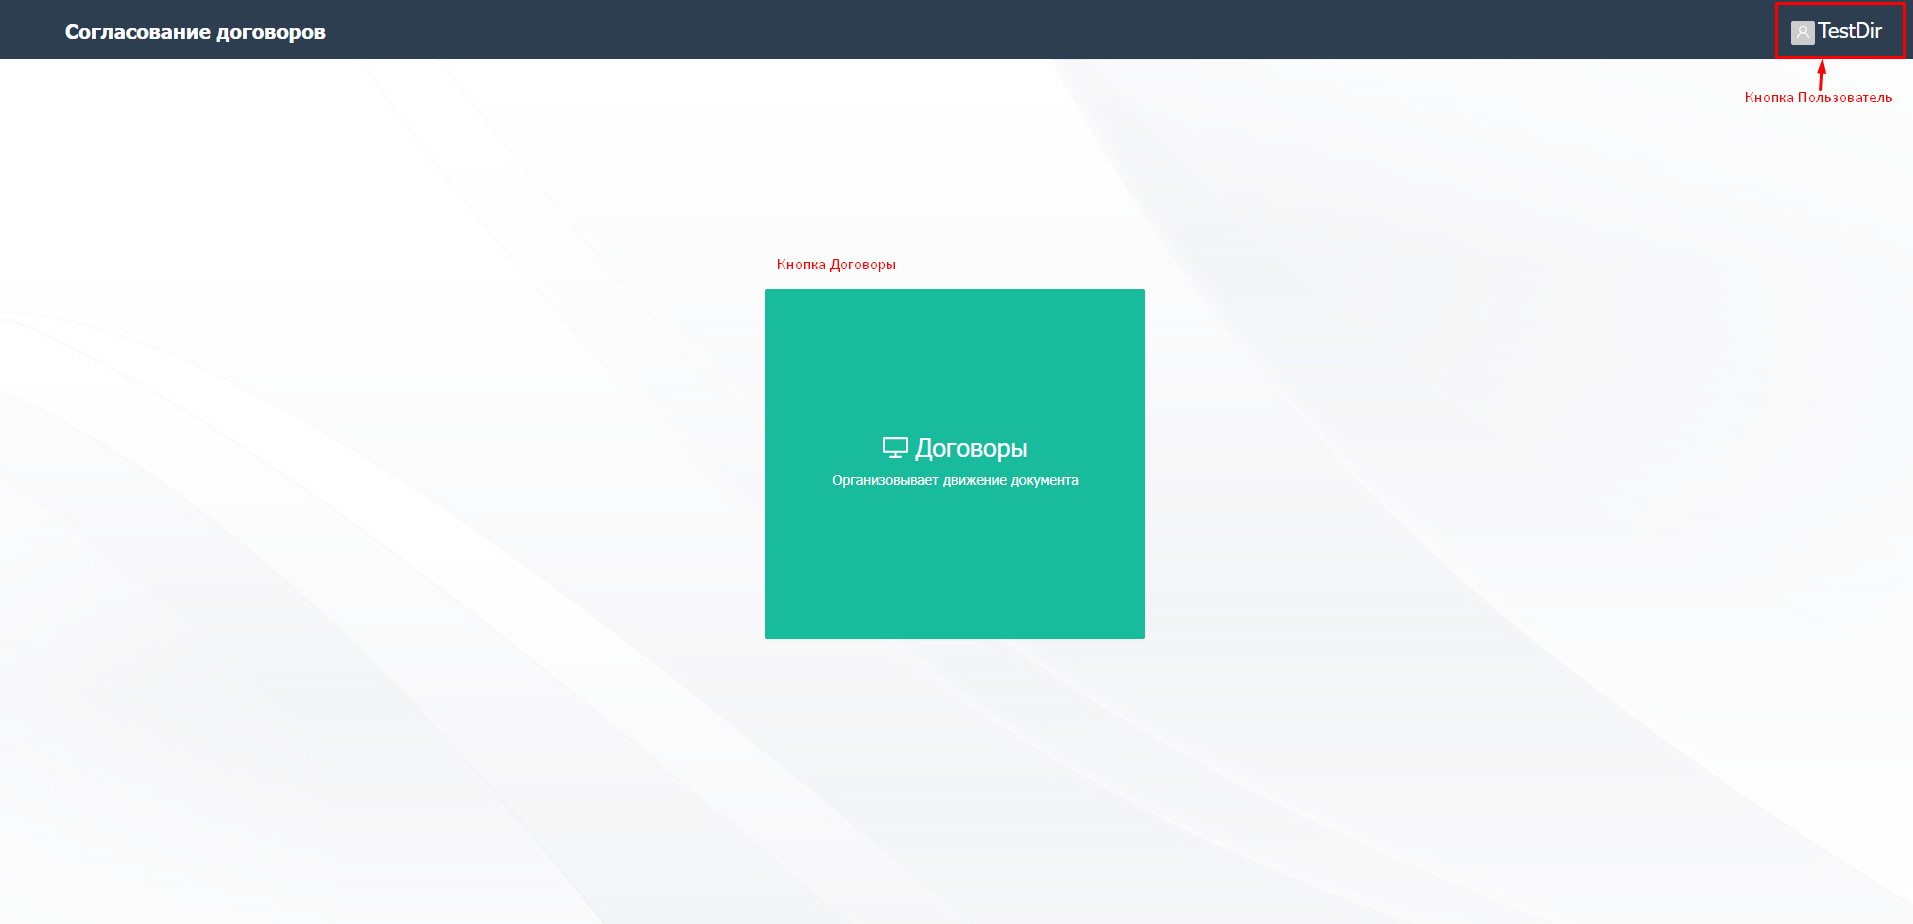 Согласование договоров
TestDir
Кнопка Пользователь
Кнопка Договоры
Договоры
Организовывает движение документа